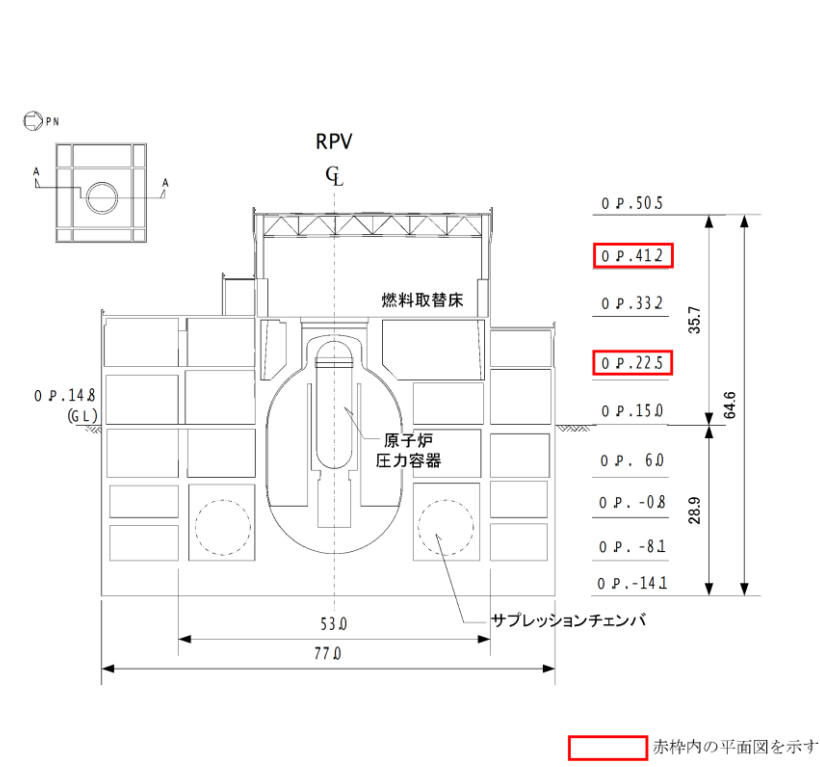 PN
RPV
CL
A
A
O.P.50.5
O.P.41.2
燃料取替床
O.P.33.2
35.7
O.P.22.5
O.P.14.8
(GL)
64.6
O.P.15.0
原子炉
圧力容器
O.P. 6.0
O.P. -0.8
28.9
O.P. -8.1
O.P.-14.1
サプレッションチェンバ
53.0
77.0
赤枠内の平面図を示す